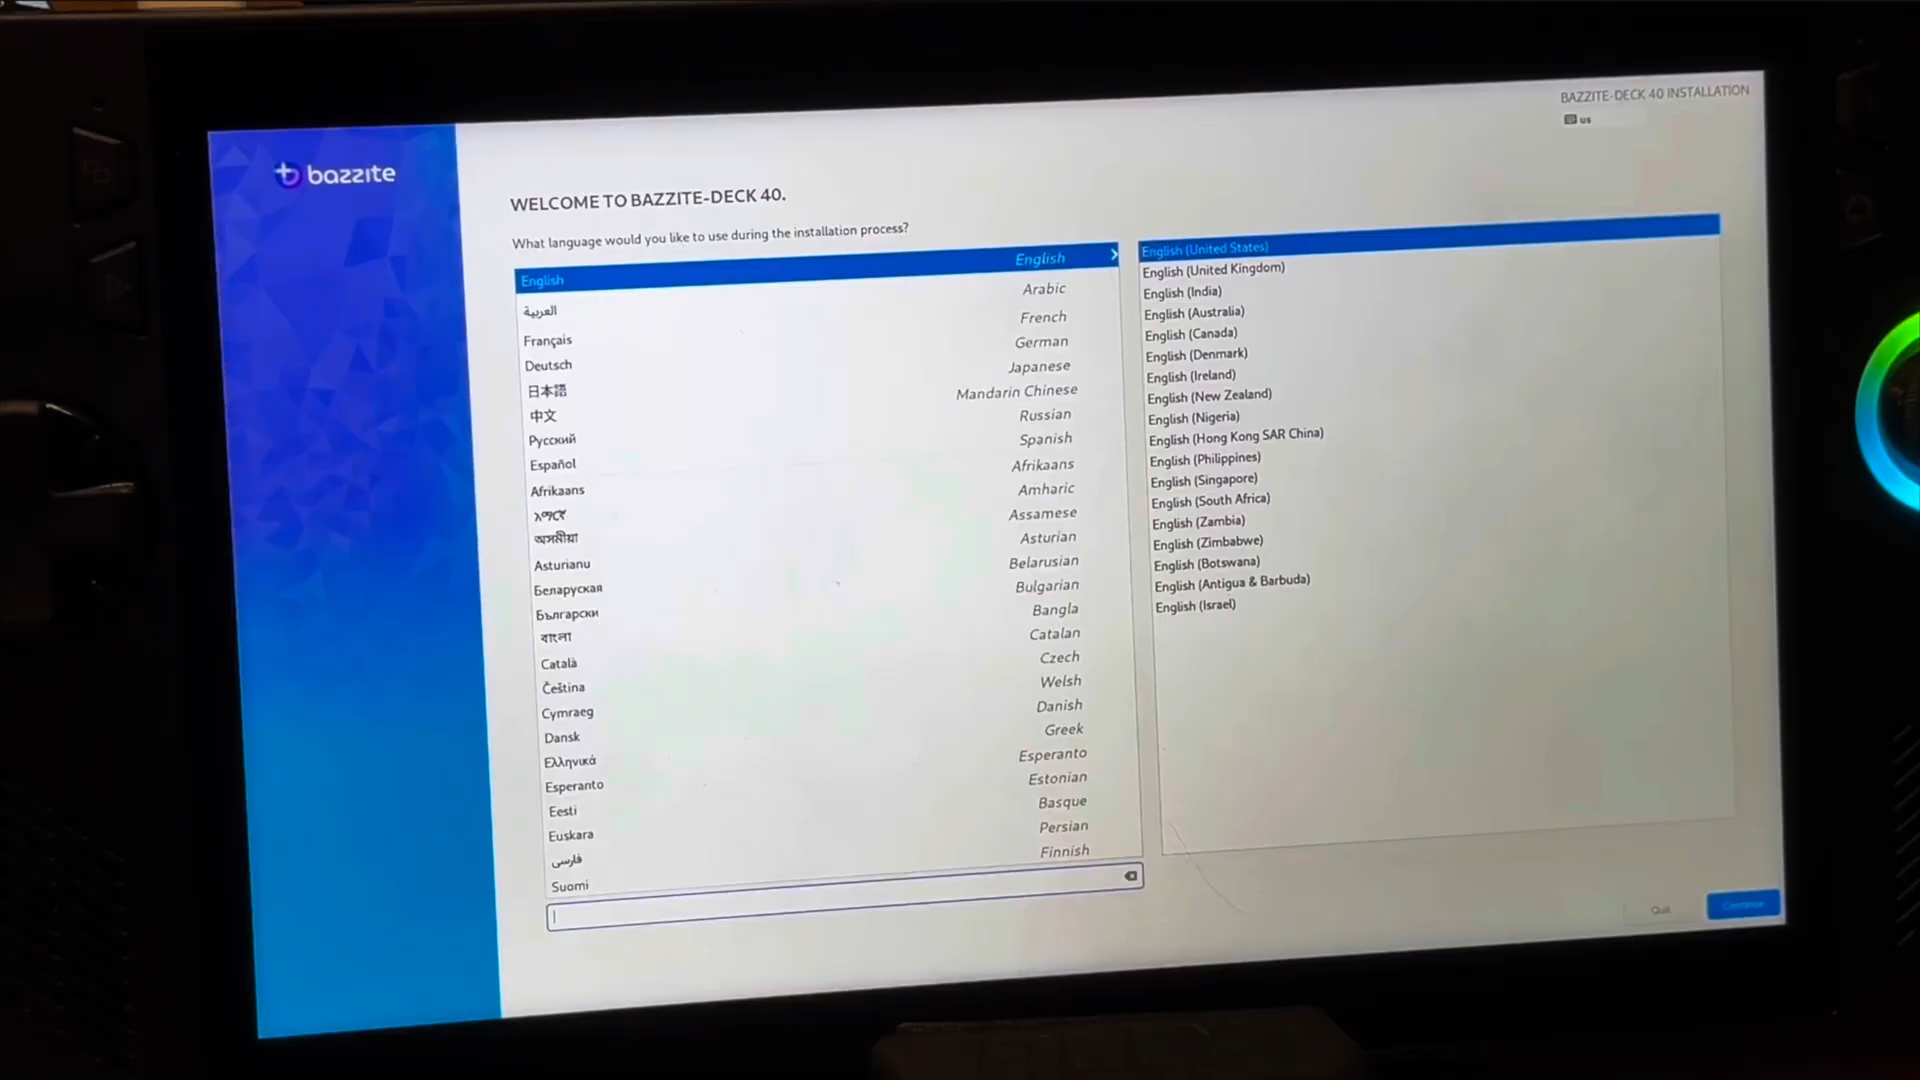 bazzite
BAZZITE-DECK 40 INSTALLATION
us
WELCOME TO BAZZITE-DECK 40.
What language would you like to use during the installation process?
English English
العربية Arabic
Français French
Deutsch German
日本語 Japanese
中文 Mandarin Chinese
Русский Russian
Español Spanish
Afrikaans Afrikaans
አማርኛ Amharic
অসমীয়া Assamese
Asturianu Asturian
Беларуская Belarusian
Български Bulgarian
বাংলা Bangla
Català Catalan
Čeština Czech
Cymraeg Welsh
Dansk Danish
Ελληνικά Greek
Esperanto Esperanto
Eesti Estonian
Euskara Basque
فارسی Persian
Suomi Finnish
English (United States)
English (United Kingdom)
English (India)
English (Australia)
English (Canada)
English (Denmark)
English (Ireland)
English (New Zealand)
English (Nigeria)
English (Hong Kong SAR China)
English (Philippines)
English (Singapore)
English (South Africa)
English (Zambia)
English (Zimbabwe)
English (Botswana)
English (Antigua & Barbuda)
English (Israel)
Quit
Continue